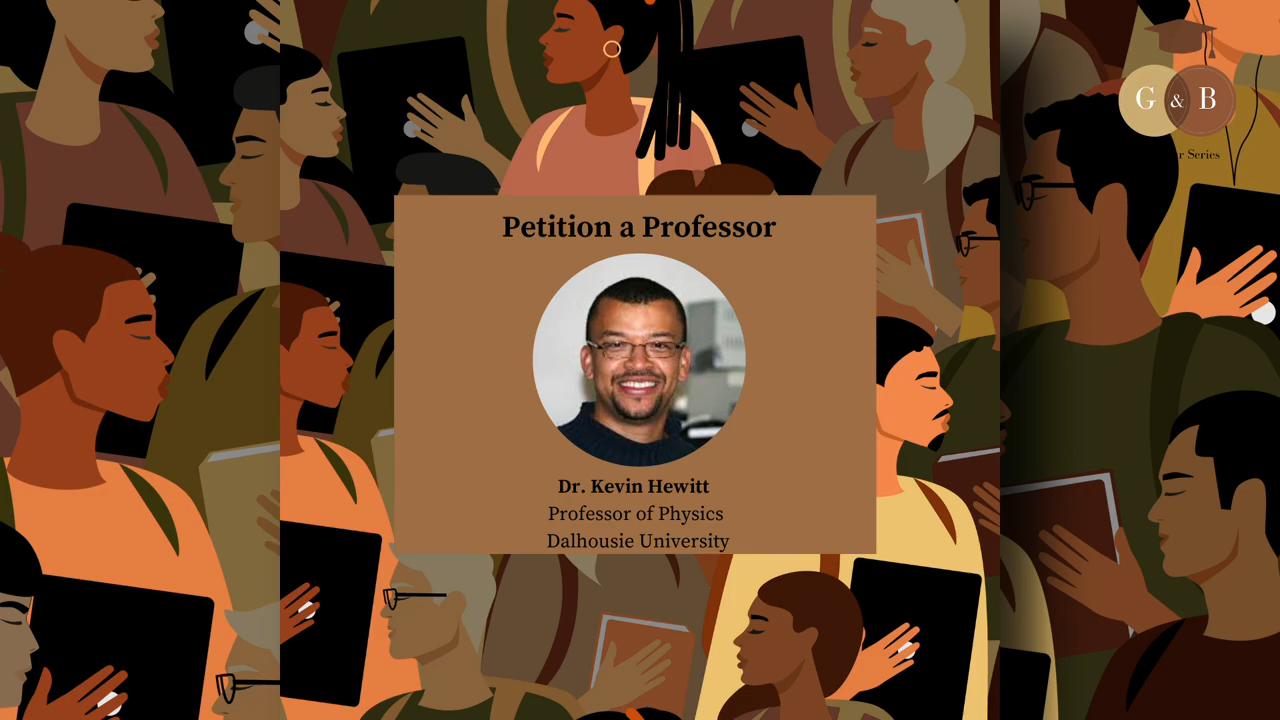 G & B
r Series
Petition a Professor
Dr. Kevin Hewitt
Professor of Physics
Dalhousie University